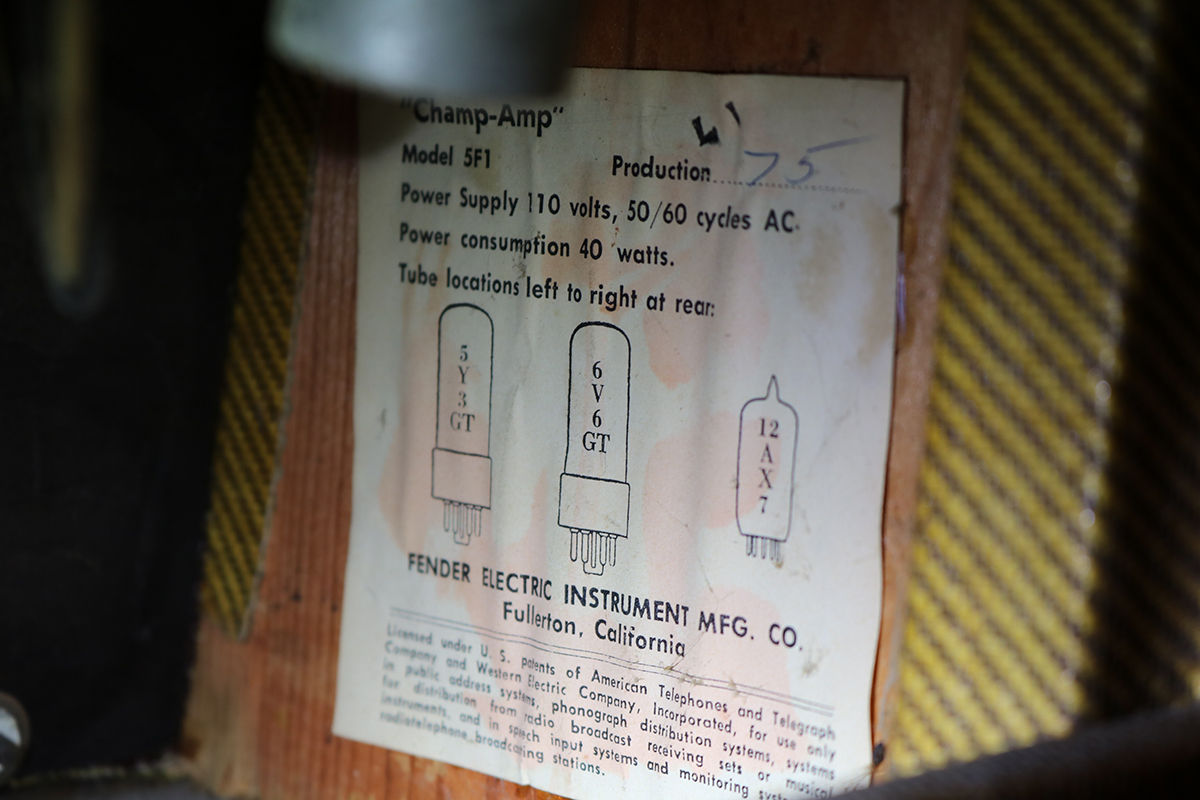 "Champ-Amp"
Model 5F1
Production 75
Power Supply 110 volts, 50/60 cycles AC.
Power consumption 40 watts.
Tube locations left to right at rear:
5
Y
3
GT
6
V
6
GT
12
A
X
7
FENDER ELECTRIC INSTRUMENT MFG. CO.
Fullerton, California
Licensed under U. S. patents of American Telephones and Telegraph
Company and Western Electric Company, Incorporated, for use only
in public address systems, phonograph distribution systems, systems
for distribution from radio broadcast receiving sets or musical
instruments, and in speech input systems and monitoring
radiotelephone broadcasting stations.